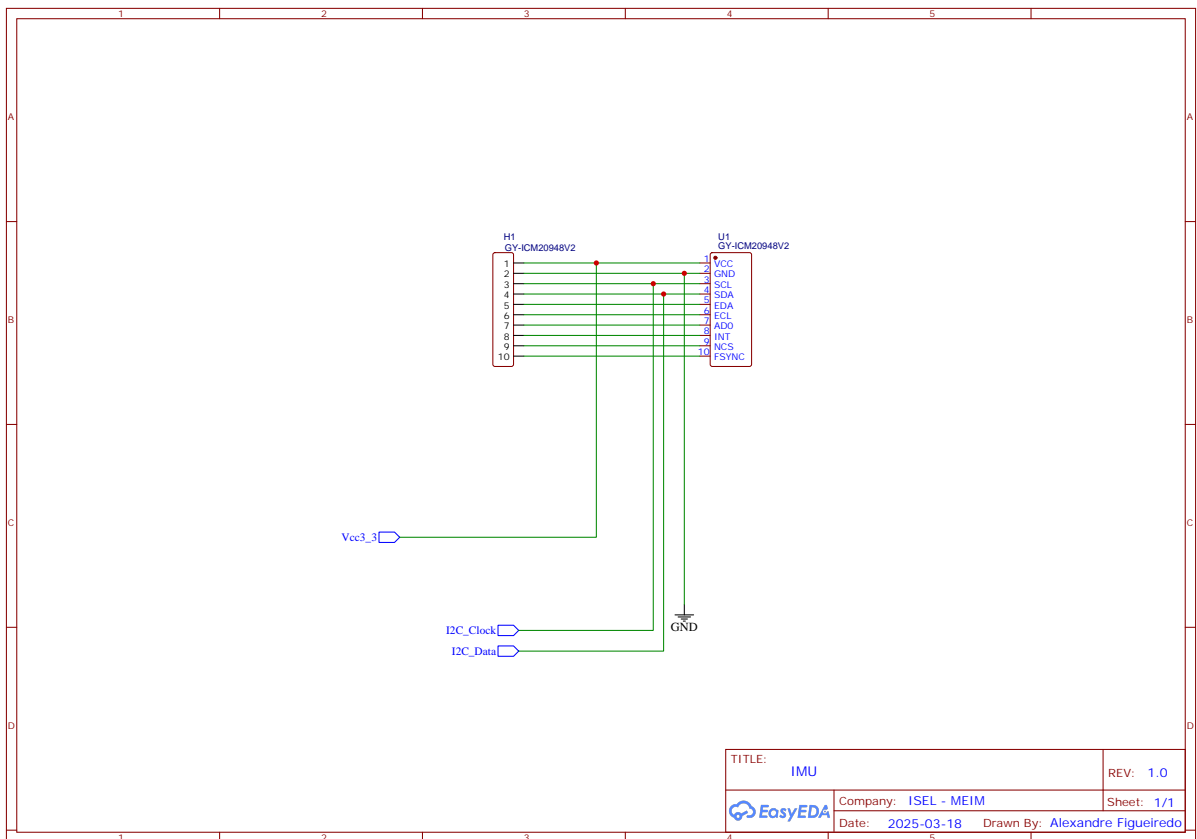 1 2 3 4 5
A A
H1
GY-ICM20948V2
U1
GY-ICM20948V2
1 1 VCC
2 2 GND
3 3 SCL
4 4 SDA
5 5 EDA
6 6 ECL
7 7 AD0
8 8 INT
9 9 NCS
10 10 FSYNC
B B
C C
Vcc3_3
GND
I2C_Clock
I2C_Data
D D
TITLE:
IMU
REV: 1.0
EasyEDA
Company: ISEL - MEIM
Sheet: 1/1
Date: 2025-03-18 Drawn By: Alexandre Figueiredo
1 2 3 4 5